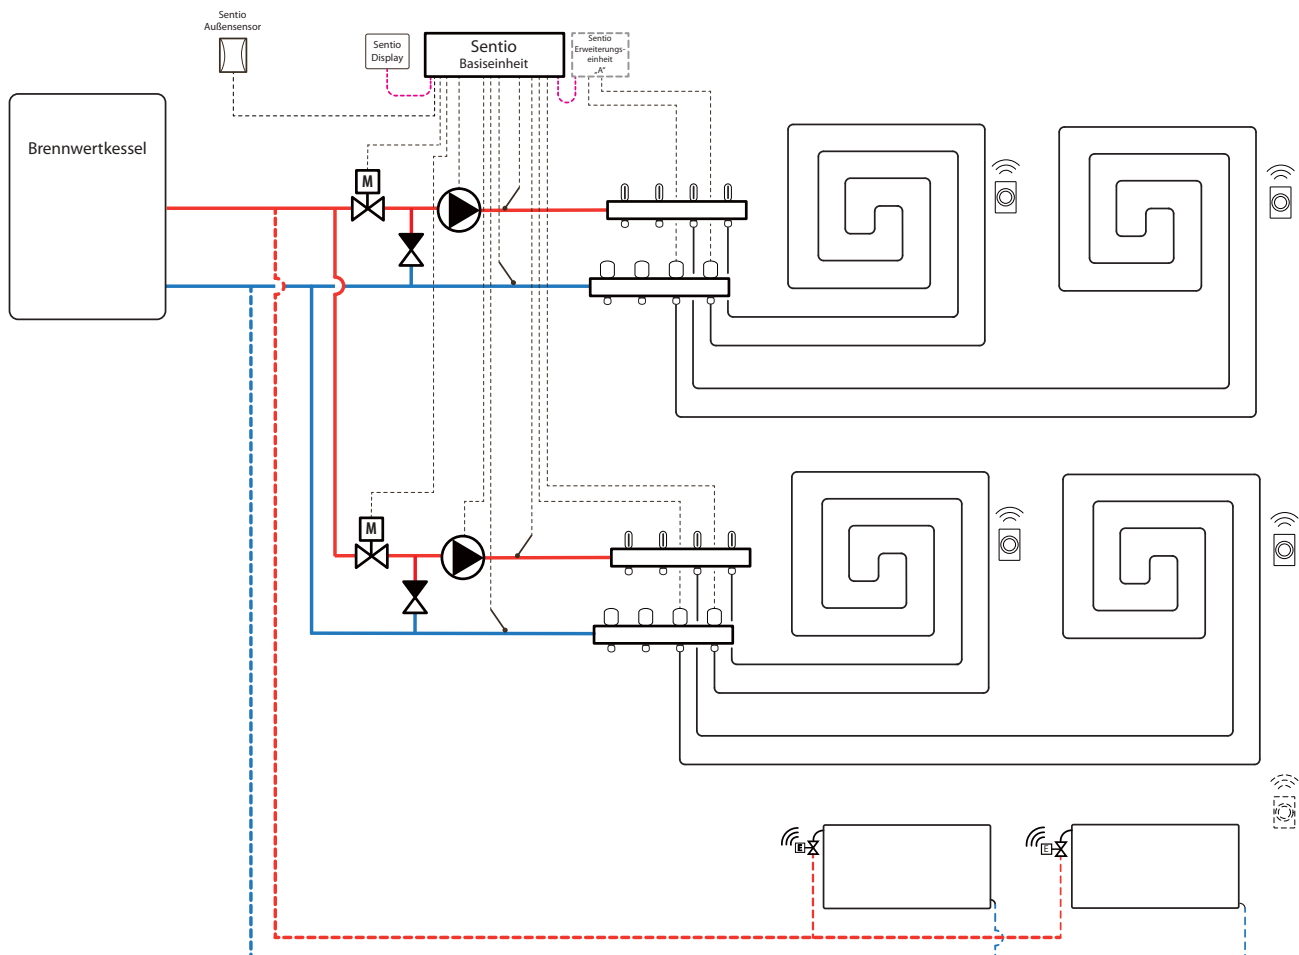 Sentio
Außensensor
Sentio
Display
Sentio
Basiseinheit
Sentio
Erweiterungs-
einheit
„A“
Brennwertkessel
M
M
E
E